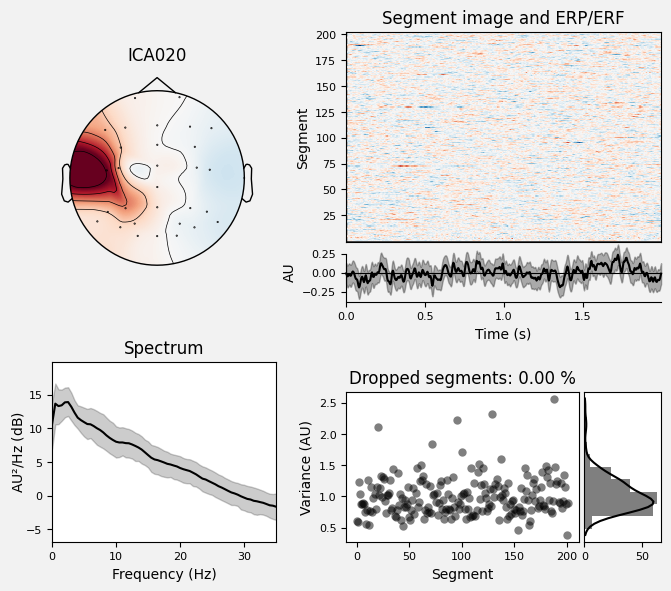 ICA020
Segment image and ERP/ERF
Segment
200
175
150
125
100
75
50
25
AU
0.25
0.00
−0.25
0.0 0.5 1.0 1.5
Time (s)
Spectrum
AU²/Hz (dB)
15
10
5
0
−5
0 10 20 30
Frequency (Hz)
Dropped segments: 0.00 %
Variance (AU)
2.5
2.0
1.5
1.0
0.5
0 50 100 150 200
Segment
0 50